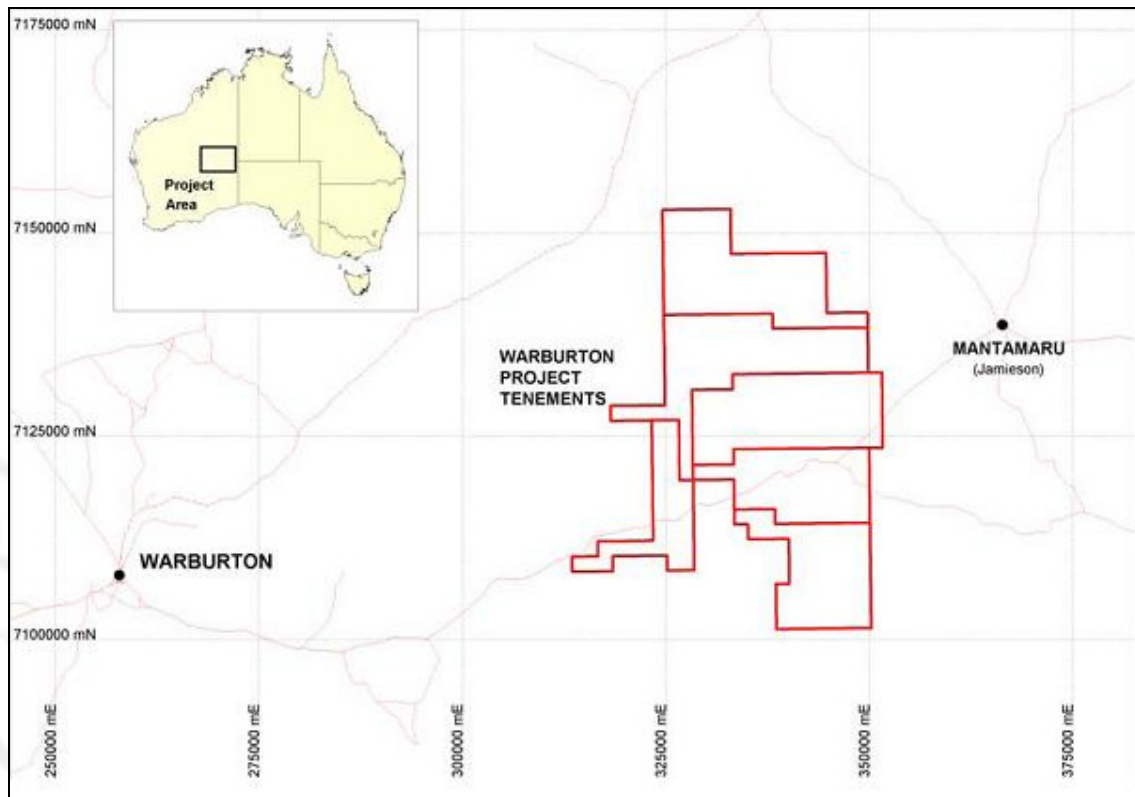 7175000 mN
Project
Area
7150000 mN
WARBURTON
PROJECT
TENEMENTS
MANTAMARU
(Jamieson)
7125000 mN
WARBURTON
7100000 mN
250000 mE
275000 mE
300000 mE
325000 mE
350000 mE
375000 mE